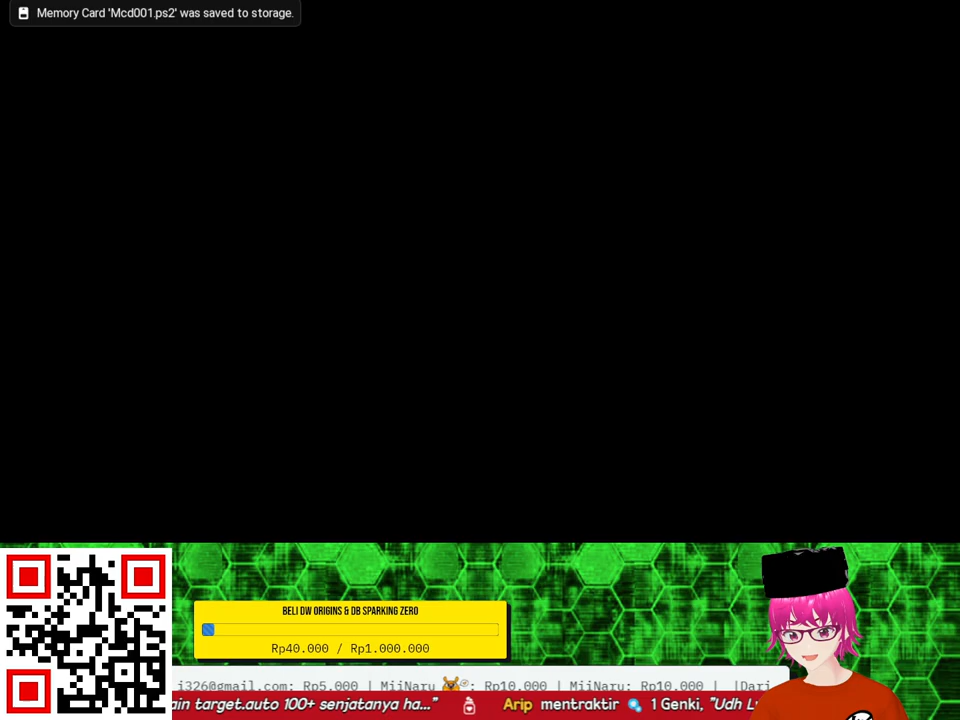 Memory Card 'Mcd001.ps2' was saved to storage.
BELI DW ORIGINS & DB SPARKING ZERO
Rp40.000 / Rp1.000.000
i326@gmail.com: Rp5.000 | MiiNaru : Rp10.000 | MiiNaru: Rp10.000 | |Dari
ain target.auto 100+ senjatanya ha..." Arip mentraktir 1 Genki, "Udh